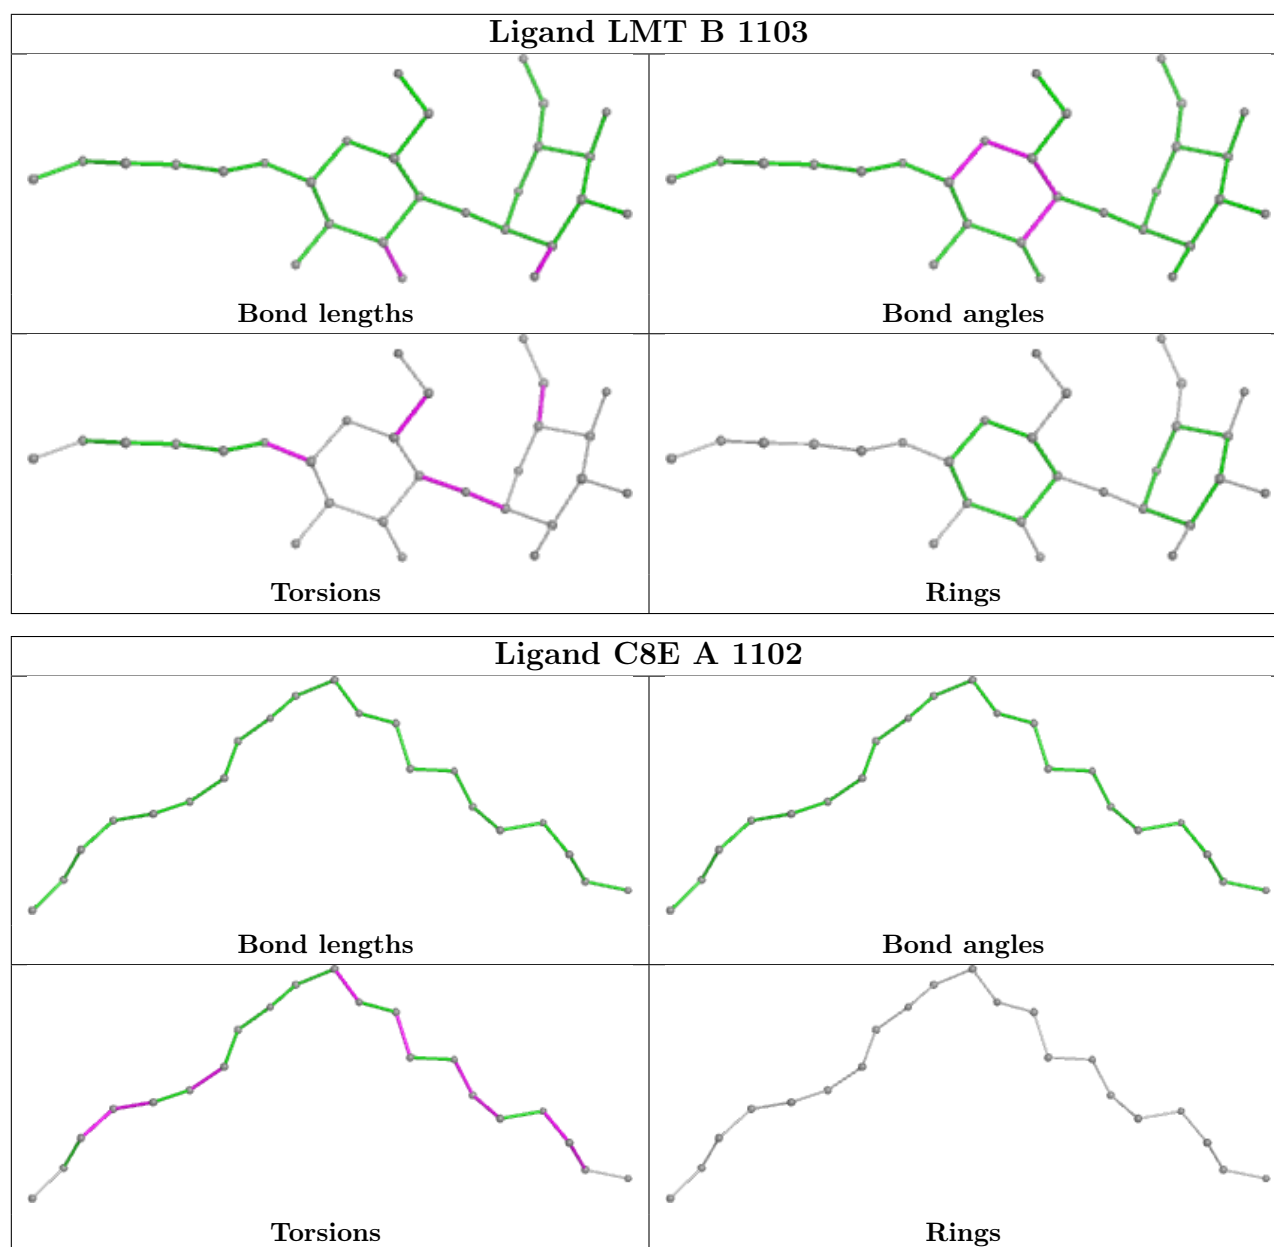 Ligand LMT B 1103
Bond lengths
Bond angles
Torsions
Rings
Ligand C8E A 1102
Bond lengths
Bond angles
Torsions
Rings